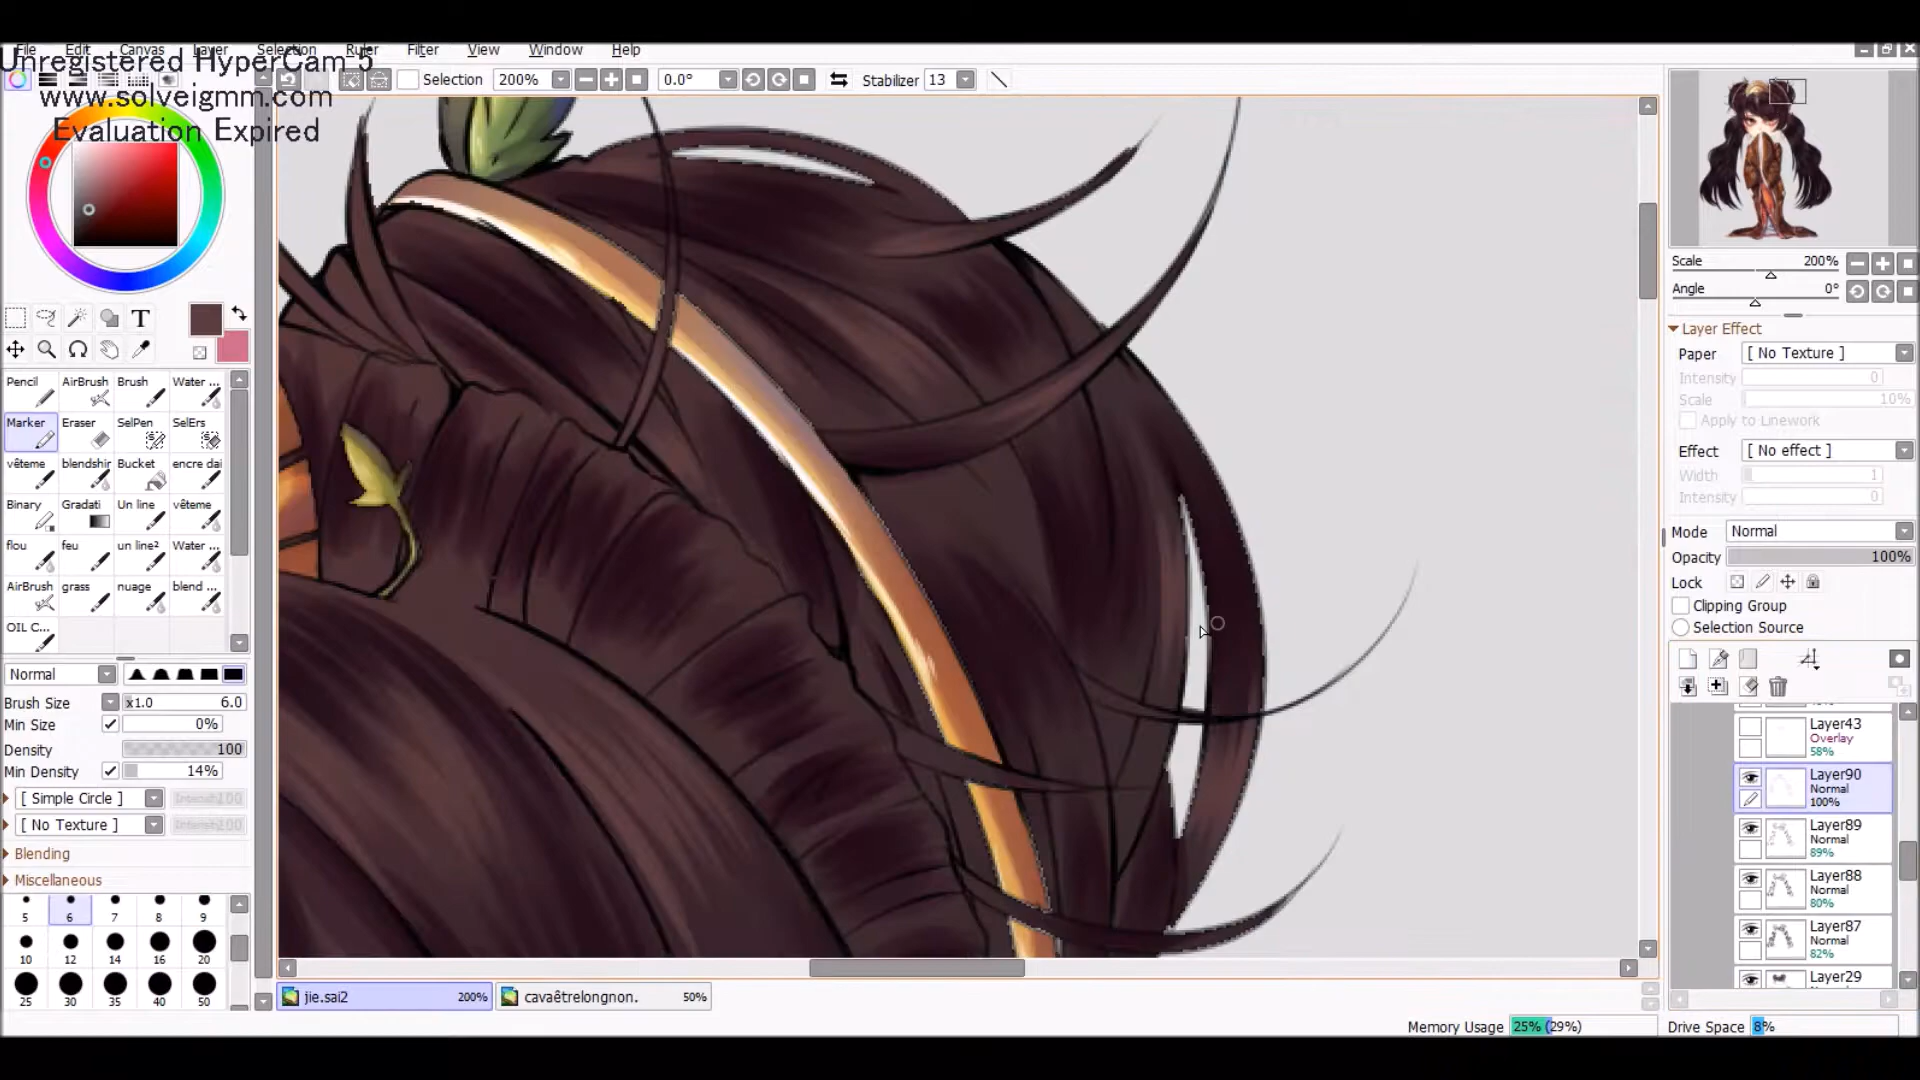 File Edit Canvas Layer Selection Ruler Filter View Window Help
Unregistered HyperCam 5
www.solveigmm.com
Evaluation Expired
Selection 200% 0.0° Stabilizer 13
T
Pencil AirBrush Brush Water ...
Marker Eraser SelPen SelErs
vêteme blendshir Bucket encre dai
Binary Gradati Un line vêteme
flou feu un line² Water ...
AirBrush grass nuage blend ...
OIL C...
Normal
Brush Size x1.0 6.0
Min Size 0%
Density 100
Min Density 14%
[ Simple Circle ]
[ No Texture ]
Blending
Miscellaneous
5 6 7 8 9
10 12 14 16 20
25 30 35 40 50
jie.sai2 200%
cavaêtrelongnon. 50%
Memory Usage 25% (29%)
Drive Space 8%
Scale 200%
Angle 0°
Layer Effect
Paper [ No Texture ]
Intensity 0
Scale 10%
Apply to Linework
Effect [ No effect ]
Width 1
Intensity 0
Mode Normal
Opacity 100%
Lock
Clipping Group
Selection Source
Layer43
Overlay
58%
Layer90
Normal
100%
Layer89
Normal
89%
Layer88
Normal
80%
Layer87
Normal
82%
Layer29